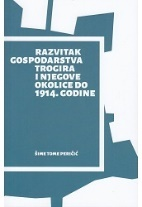 RAZVITAK
GOSPODARSTVA
TROGIRA
I NJEGOVE
OKOLICE DO
1914. GODINE
ŠIME TOME PERIČIĆ